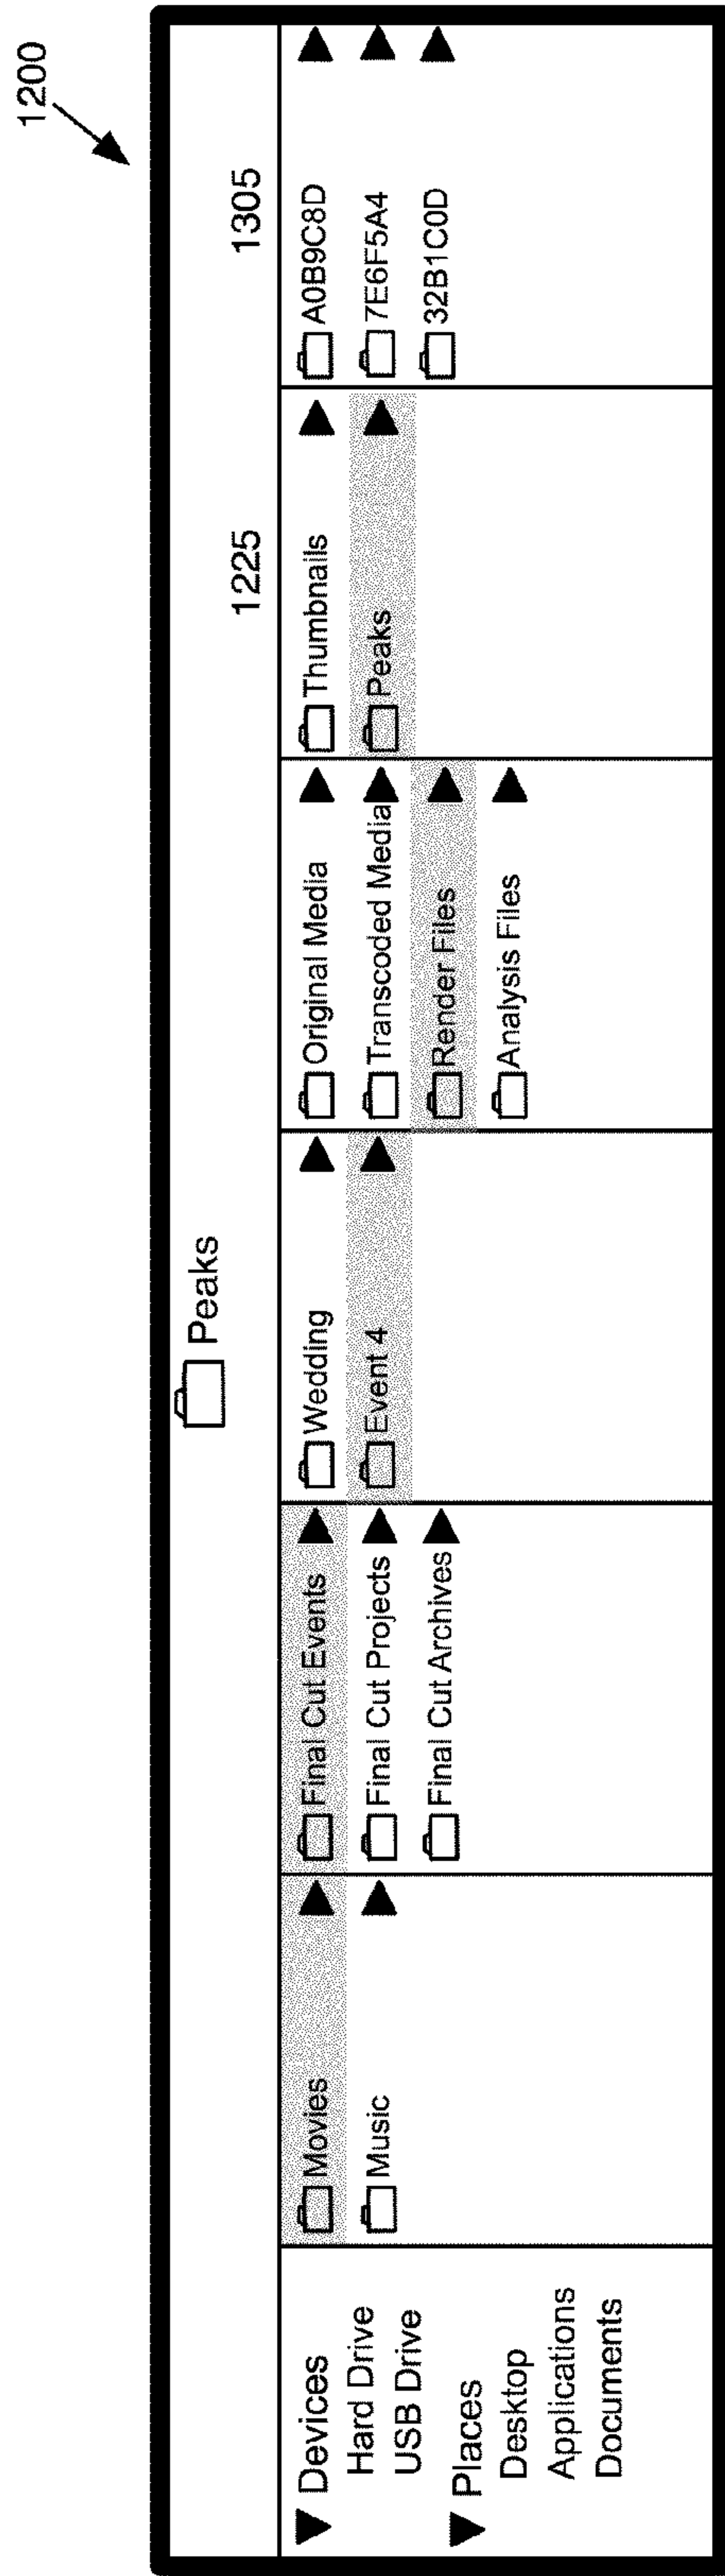 1200
Peaks
1225
1305
Devices
Hard Drive
USB Drive
Places
Desktop
Applications
Documents
Movies
Music
Final Cut Events
Final Cut Projects
Final Cut Archives
Wedding
Event 4
Original Media
Transcoded Media
Render Files
Analysis Files
Thumbnails
Peaks
A0B9C8D
7E6F5A4
32B1C0D